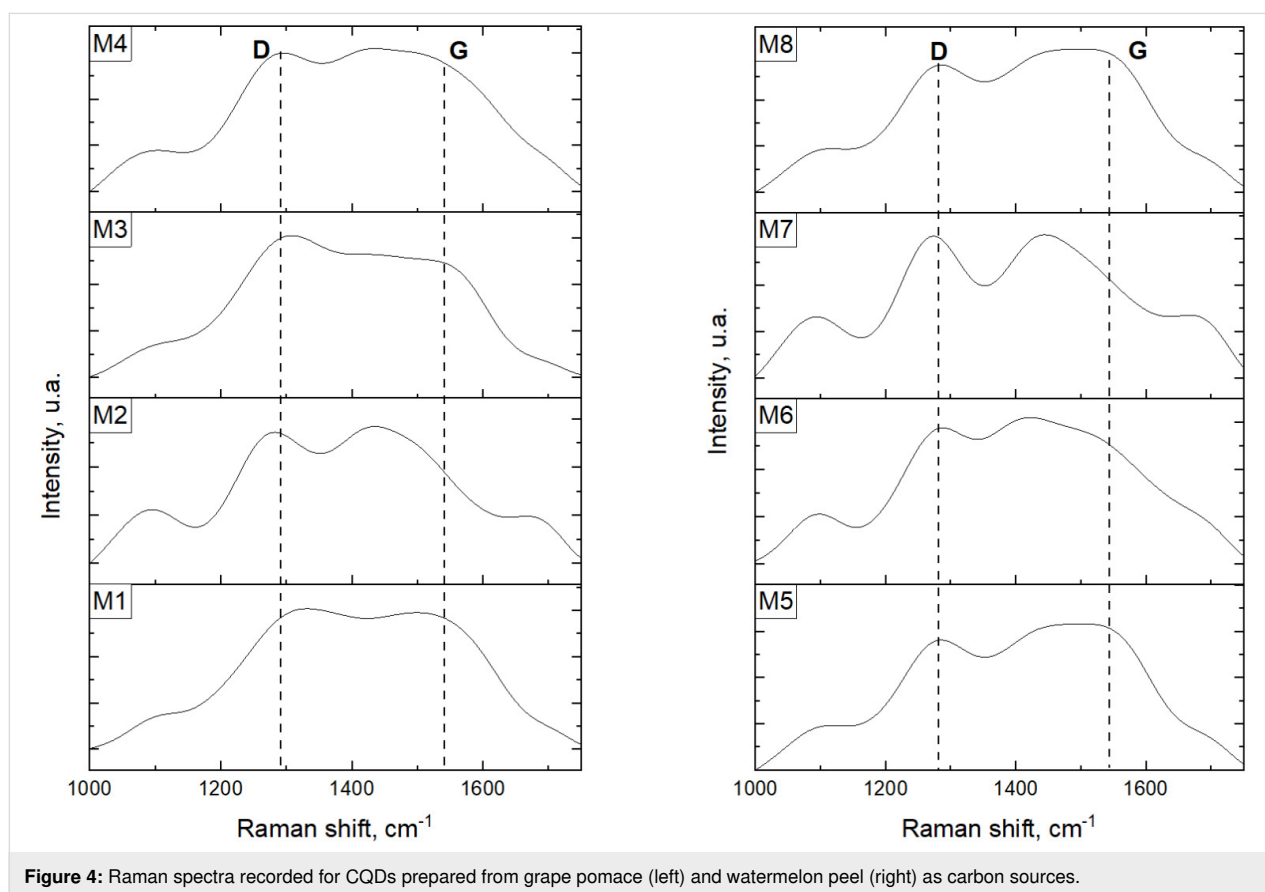 M4
D
G
M3
M2
M1
Intensity, u.a.
1000 1200 1400 1600
Raman shift, cm-1
M8
D
G
M7
M6
M5
Intensity, u.a.
1000 1200 1400 1600
Raman shift, cm-1
Figure 4: Raman spectra recorded for CQDs prepared from grape pomace (left) and watermelon peel (right) as carbon sources.